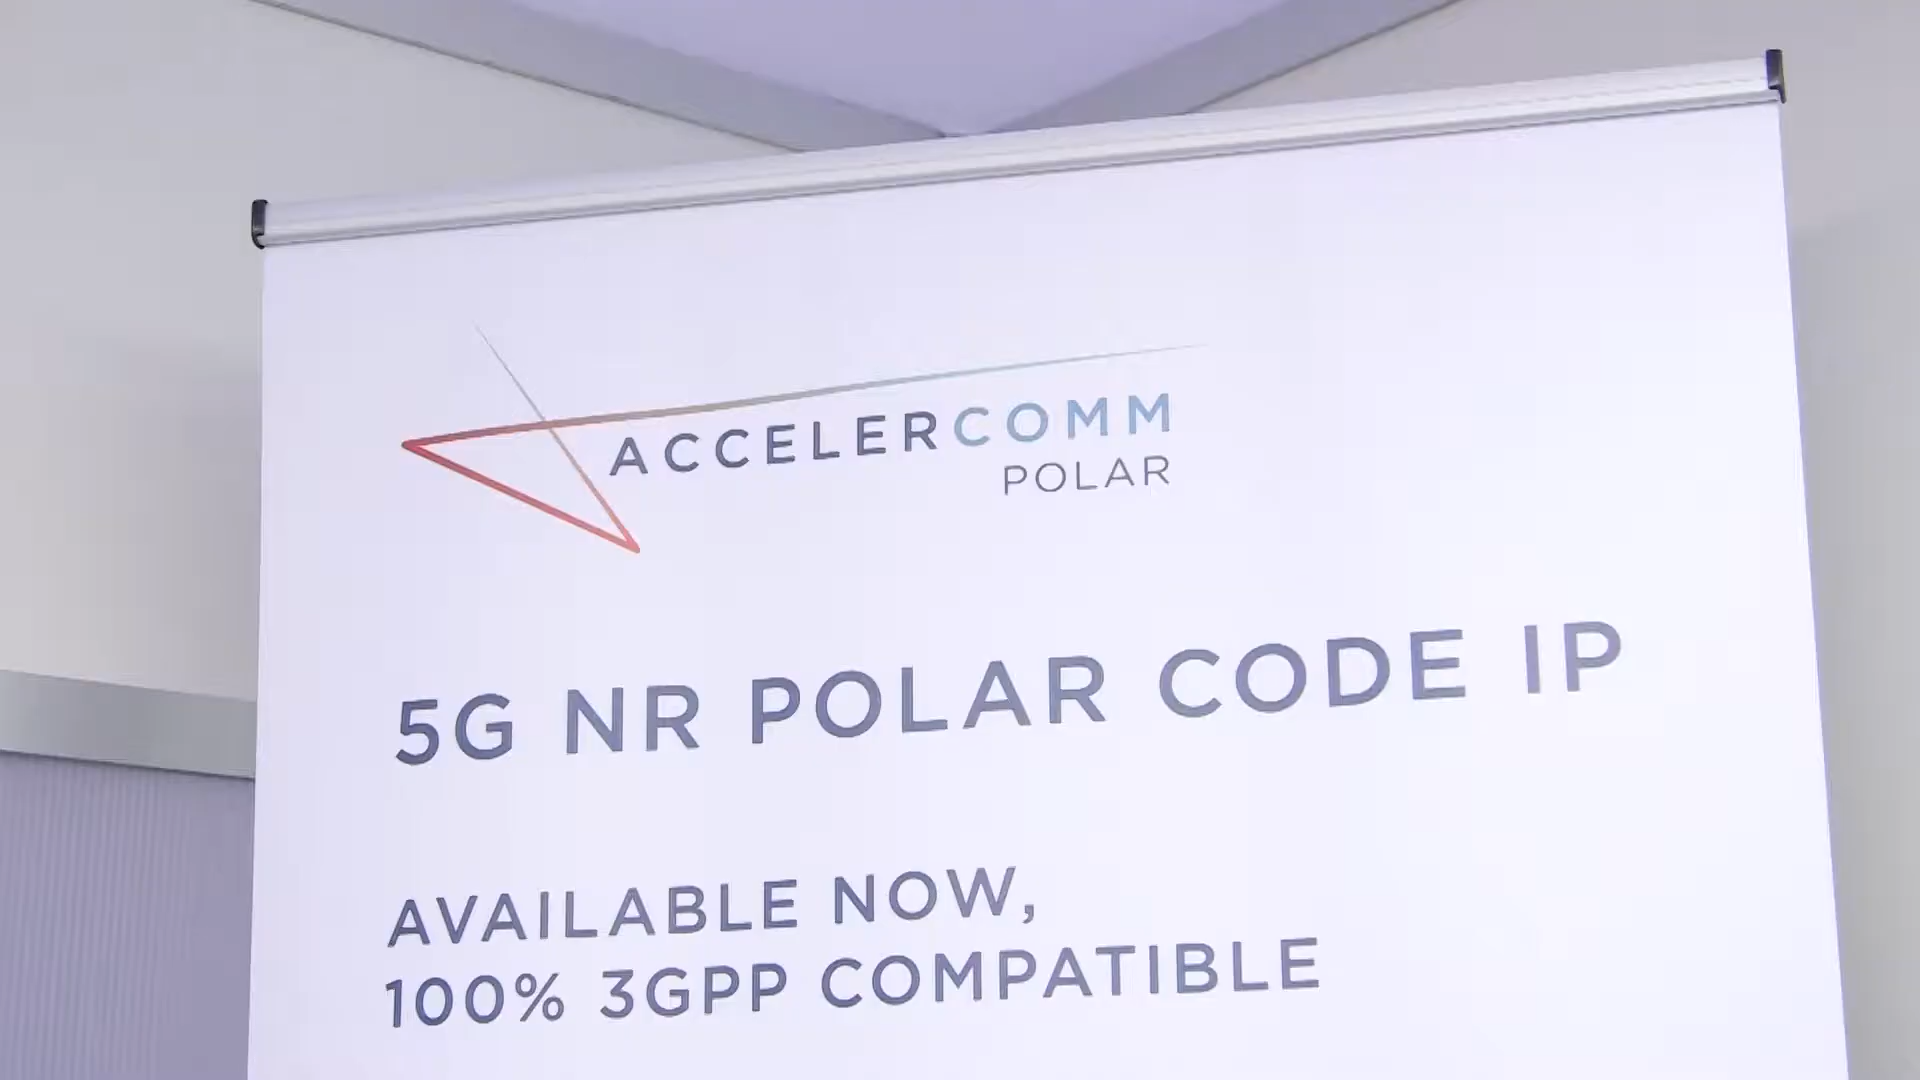 ACCELERCOMM
POLAR
5G NR POLAR CODE IP
AVAILABLE NOW,
100% 3GPP COMPATIBLE